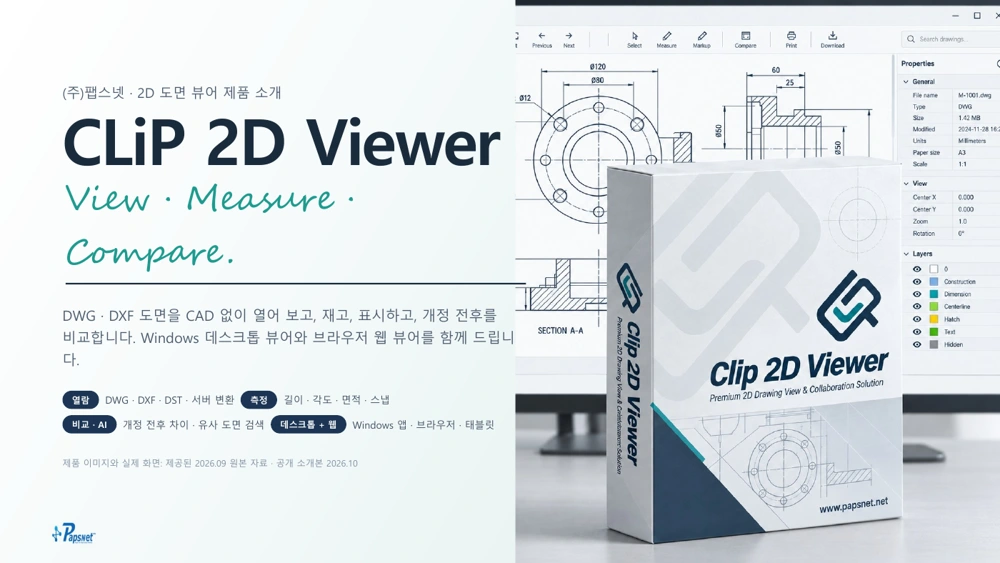 (주)팹스넷 · 2D 도면 뷰어 제품 소개
CLiP 2D Viewer
View · Measure ·
Compare.
DWG · DXF 도면을 CAD 없이 열어 보고, 재고, 표시하고, 개정 전후를
비교합니다. Windows 데스크톱 뷰어와 브라우저 웹 뷰어를 함께 드립니
다.
열람 DWG · DXF · DST · 서버 변환 측정 길이 · 각도 · 면적 · 스냅
비교 · AI 개정 전후 차이 · 유사 도면 검색 데스크톱 + 웹 Windows 앱 · 브라우저 · 태블릿
제품 이미지와 실제 화면: 제공된 2026.09 원본 자료 · 공개 소개본 2026.10
Papsnet
Previous Next Select Measure Markup Compare Print Download
Search drawings...
Properties
General
File name M-1001.dwg
Type DWG
Size 1.42 MB
Modified 2024-11-28 16:2
Units Millimeters
Paper size A3
Scale 1:1
View
Center X 0.000
Center Y 0.000
Zoom 1.0
Rotation 0°
Layers
0
Construction
Dimension
Centerline
Hatch
Text
Hidden
Ø120
Ø80
Ø12
60
25
Ø50
Ø50
SECTION A-A
Clip 2D Viewer
Premium 2D Drawing View & Collaboration Solution
Clip 2D Viewer
www.papsnet.net